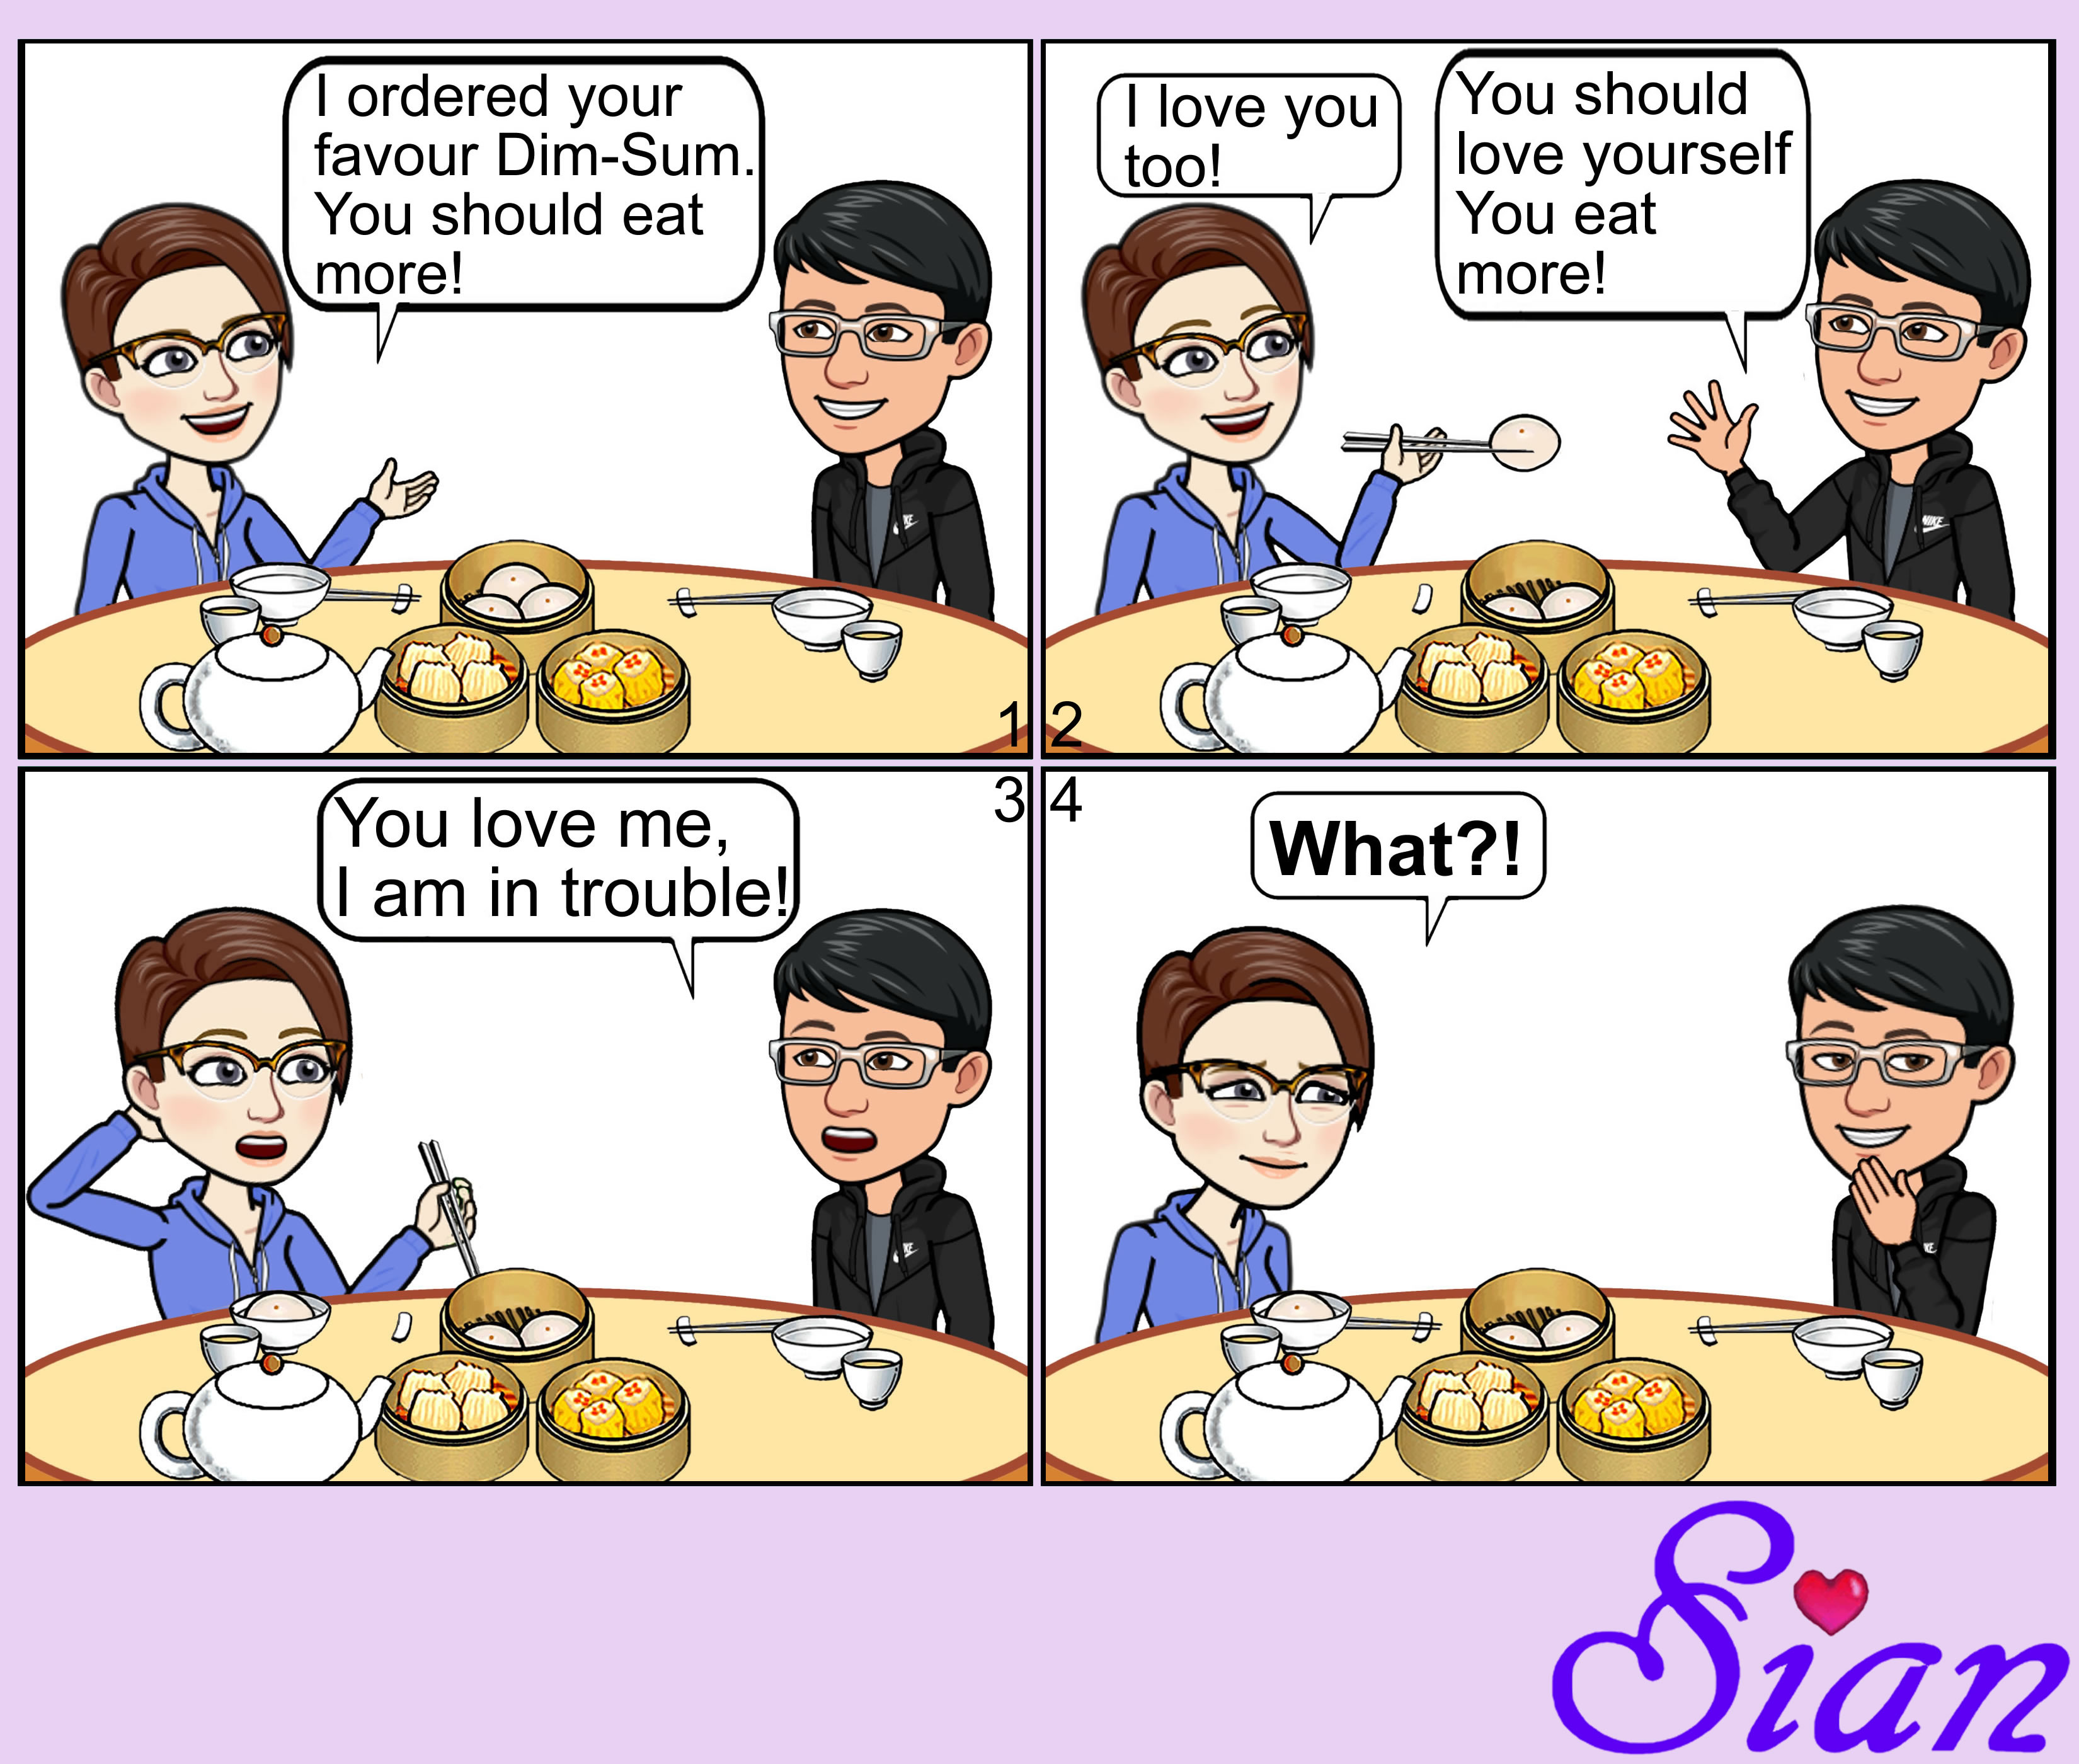 I ordered your
favour Dim-Sum.
You should eat
more!
1
I love you
too!
You should
love yourself
You eat
more!
NIKE
2
You love me,
I am in trouble!
3
4
What?!
Sian